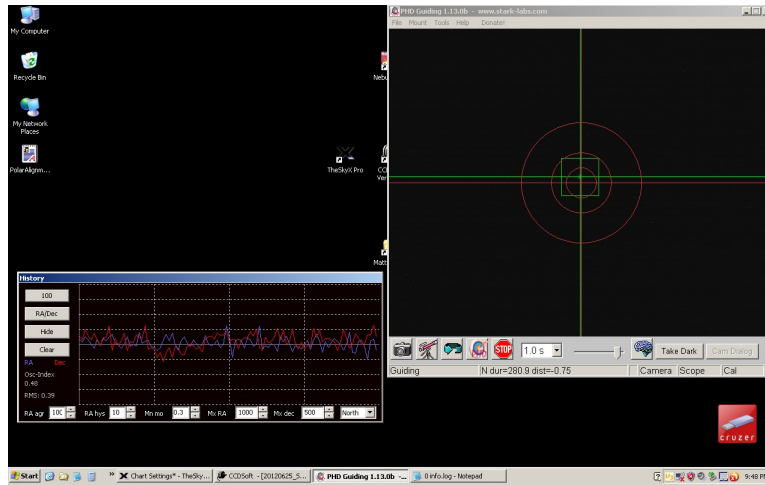 My Computer
Recycle Bin
My Network
Places
PolarAlignm...
TheSkyX Pro
PHD Guiding 1.13.0b - www.stark-labs.com
File Mount Tools Help Donate!
1.0 s
Take Dark
Cam Dialog
Guiding
N dur=280.9 dist=-0.75
Camera
Scope
Cal
STOP
History
100
RA/Dec
Hide
Clear
RA Dec
Osc-Index
0.48
RMS: 0.39
RA agr
RA hys 10
Mn mo 0.3
Mx RA 1000
Mx dec 500
North
cruzer
Start
Chart Settings* - TheSky...
CCDSoft - [20120625_S...
PHD Guiding 1.13.0b -...
0 info.log - Notepad
9:48 PM